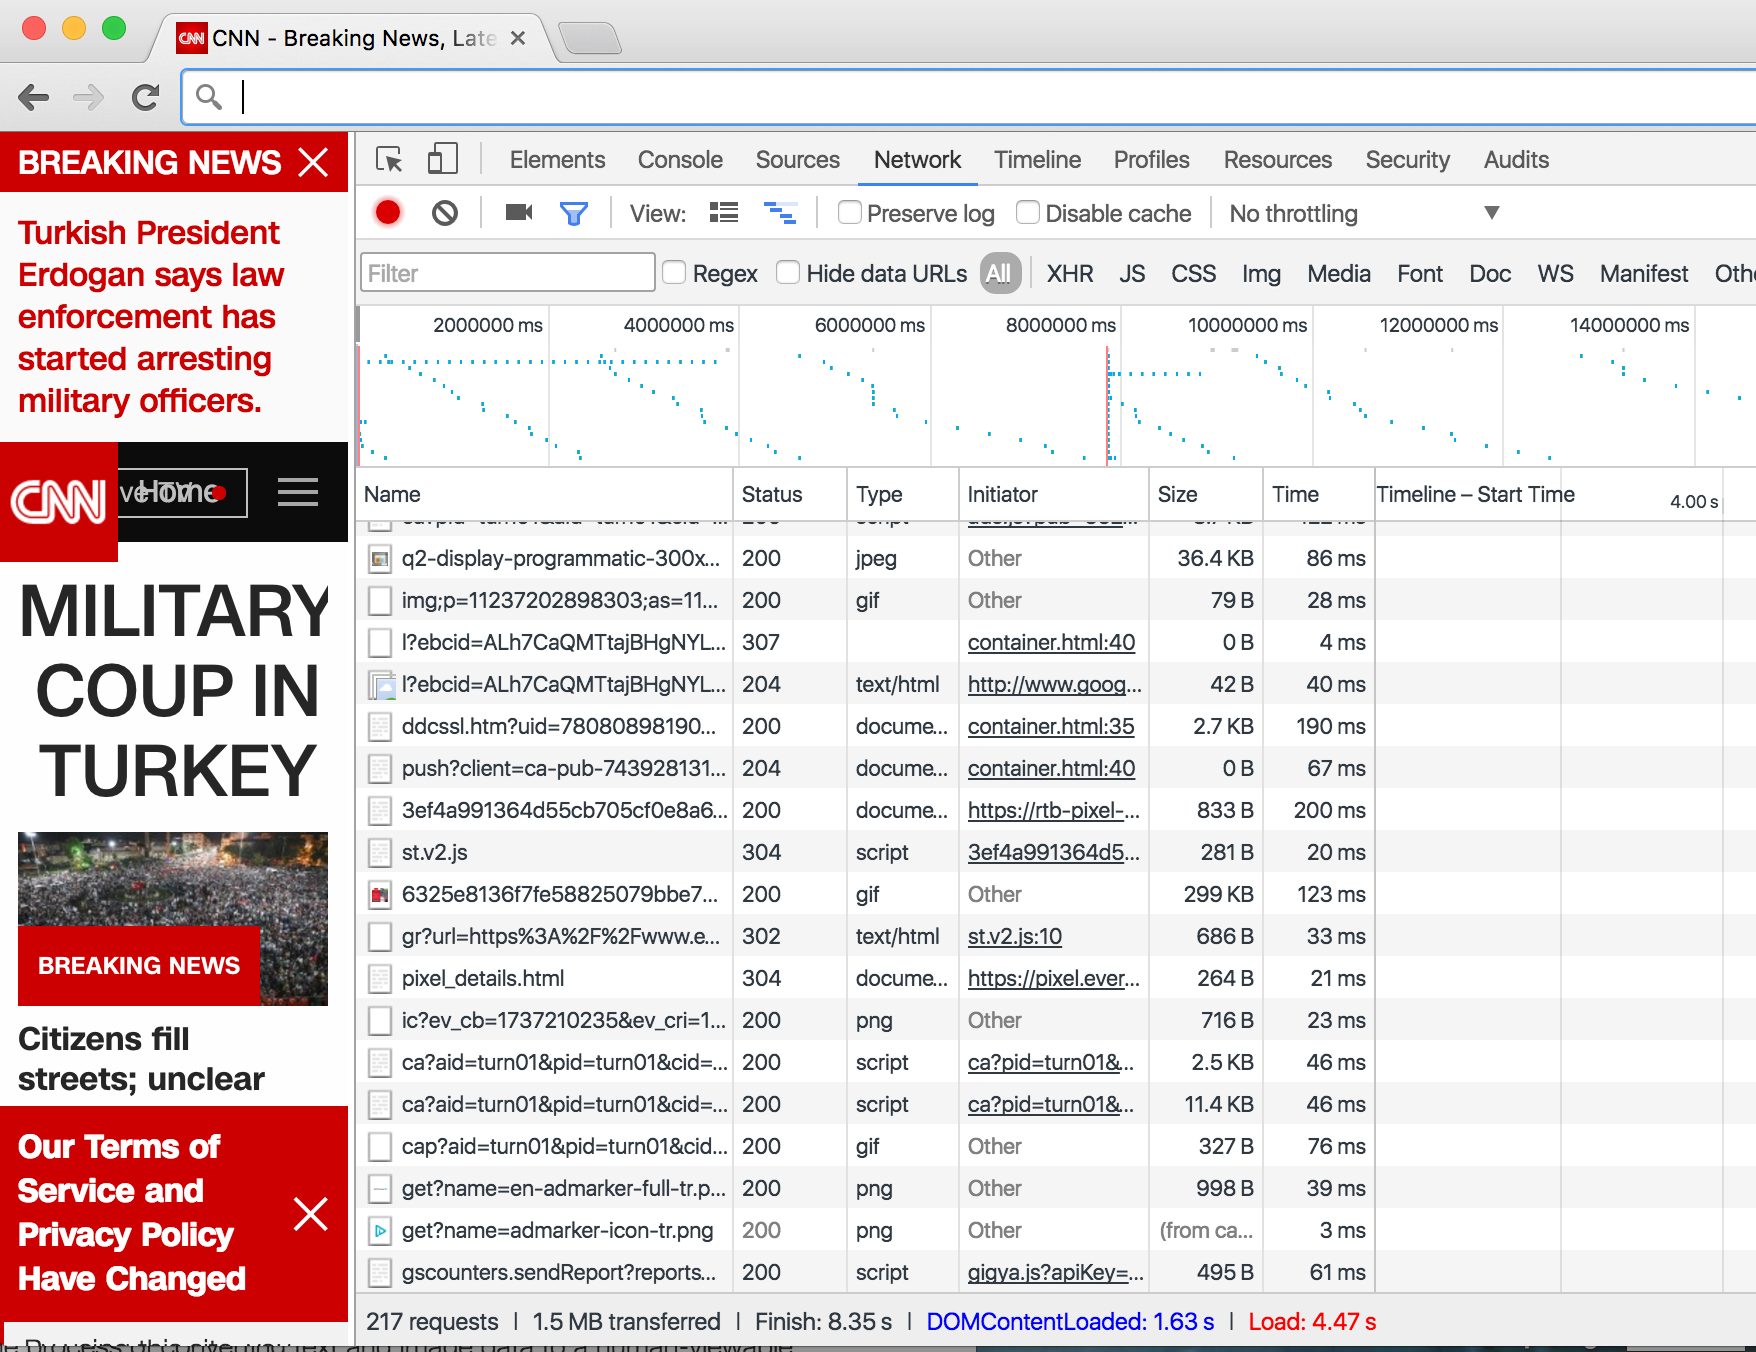 CNN CNN - Breaking News, Late
BREAKING NEWS
Turkish President
Erdogan says law
enforcement has
started arresting
military officers.
CNN
Home
MILITARY
COUP IN
TURKEY
BREAKING NEWS
Citizens fill
streets; unclear
Our Terms of
Service and
Privacy Policy
Have Changed
Elements Console Sources Network Timeline Profiles Resources Security Audits
View: Preserve log Disable cache No throttling
Filter Regex Hide data URLs All XHR JS CSS Img Media Font Doc WS Manifest Othe
2000000 ms 4000000 ms 6000000 ms 8000000 ms 10000000 ms 12000000 ms 14000000 ms
Name Status Type Initiator Size Time Timeline – Start Time 4.00 s
q2-display-programmatic-300x... 200 jpeg Other 36.4 KB 86 ms
img;p=11237202898303;as=11... 200 gif Other 79 B 28 ms
l?ebcid=ALh7CaQMTtajBHgNYL... 307 container.html:40 0 B 4 ms
l?ebcid=ALh7CaQMTtajBHgNYL... 204 text/html http://www.goog... 42 B 40 ms
ddcssl.htm?uid=78080898190... 200 docume... container.html:35 2.7 KB 190 ms
push?client=ca-pub-743928131... 204 docume... container.html:40 0 B 67 ms
3ef4a991364d55cb705cf0e8a6... 200 docume... https://rtb-pixel-... 833 B 200 ms
st.v2.js 304 script 3ef4a991364d5... 281 B 20 ms
6325e8136f7fe58825079bbe7... 200 gif Other 299 KB 123 ms
gr?url=https%3A%2F%2Fwww.e... 302 text/html st.v2.js:10 686 B 33 ms
pixel_details.html 304 docume... https://pixel.ever... 264 B 21 ms
ic?ev_cb=1737210235&ev_cri=1... 200 png Other 716 B 23 ms
ca?aid=turn01&pid=turn01&cid=... 200 script ca?pid=turn01&... 2.5 KB 46 ms
ca?aid=turn01&pid=turn01&cid=... 200 script ca?pid=turn01&... 11.4 KB 46 ms
cap?aid=turn01&pid=turn01&cid... 200 gif Other 327 B 76 ms
get?name=en-admarker-full-tr.p... 200 png Other 998 B 39 ms
get?name=admarker-icon-tr.png 200 png Other (from ca... 3 ms
gscounters.sendReport?reports... 200 script gigya.js?apiKey=... 495 B 61 ms
217 requests | 1.5 MB transferred | Finish: 8.35 s | DOMContentLoaded: 1.63 s | Load: 4.47 s